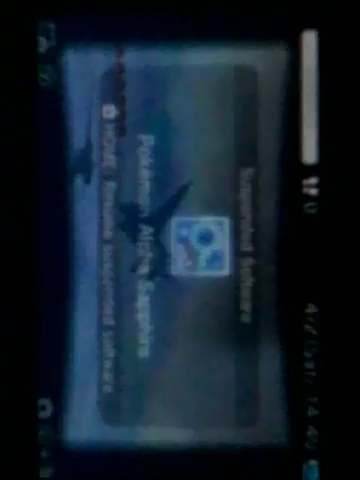 Suspended Software
Pokémon Alpha Sapphire
HOME: Resume suspended software